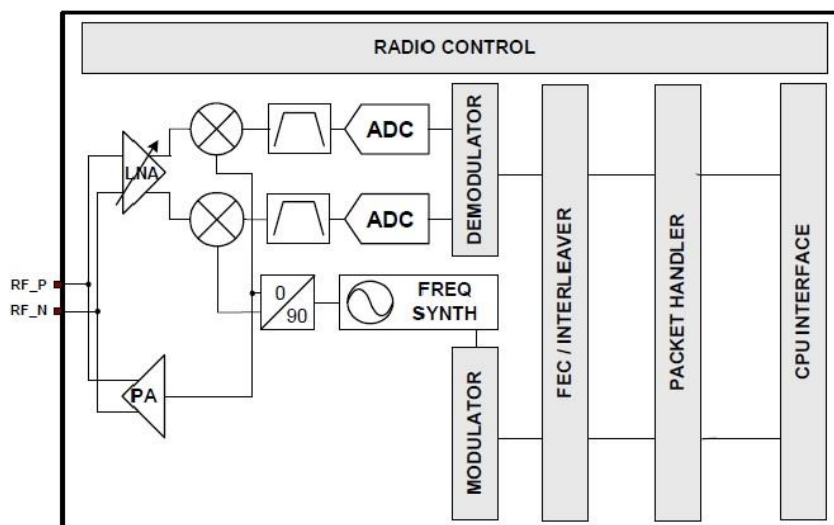 RADIO CONTROL
LNA
ADC
ADC
DEMODULATOR
FEC / INTERLEAVER
PACKET HANDLER
CPU INTERFACE
RF_P
RF_N
0
90
FREQ
SYNTH
PA
MODULATOR